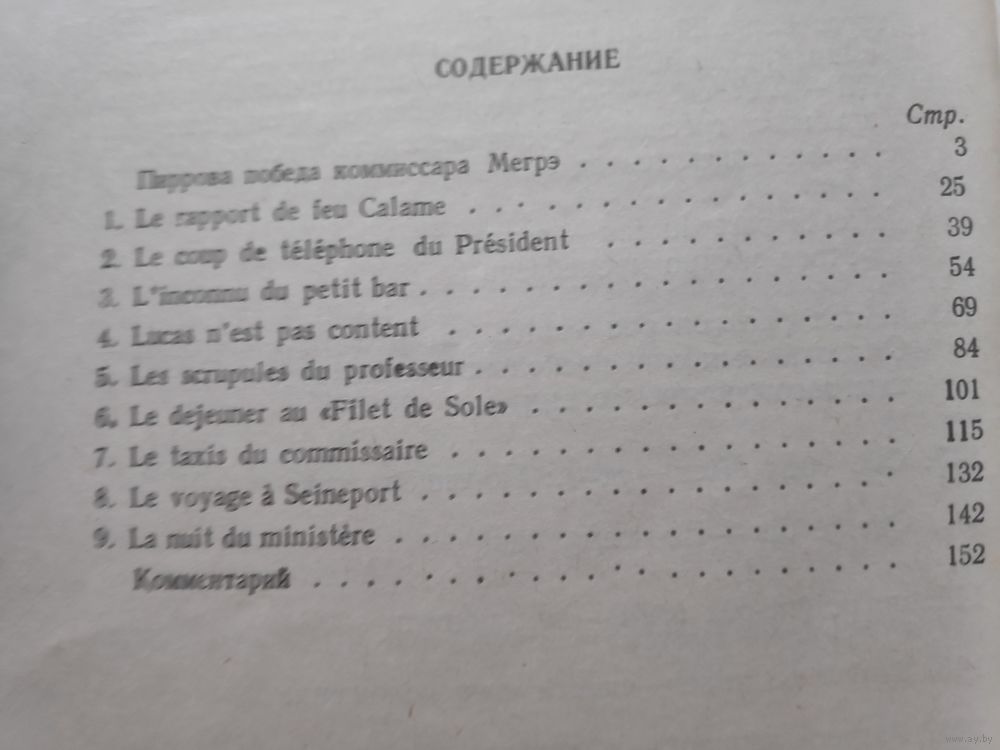 СОДЕРЖАНИЕ
Стр.
Пиррова победа комиссара Мегрэ . . . . . . . . . . . . 3
1. Le rapport de feu Calame . . . . . . . . . . . . . . . . 25
2. Le coup de téléphone du Président . . . . . . . . . . . 39
3. L'inconnu du petit bar . . . . . . . . . . . . . . . . . . 54
4. Lucas n'est pas content . . . . . . . . . . . . . . . . . 69
5. Les scrupules du professeur . . . . . . . . . . . . . . . . 84
6. Le dejeuner au «Filet de Sole» . . . . . . . . . . . . . . 101
7. Le taxis du commissaire . . . . . . . . . . . . . . . . . 115
8. Le voyage à Seineport . . . . . . . . . . . . . . . . . . 132
9. La nuit du ministère . . . . . . . . . . . . . . . . . . . 142
Комментарий . . . . . . . . . . . . . . . . . . . . . . 152
www.ay.by